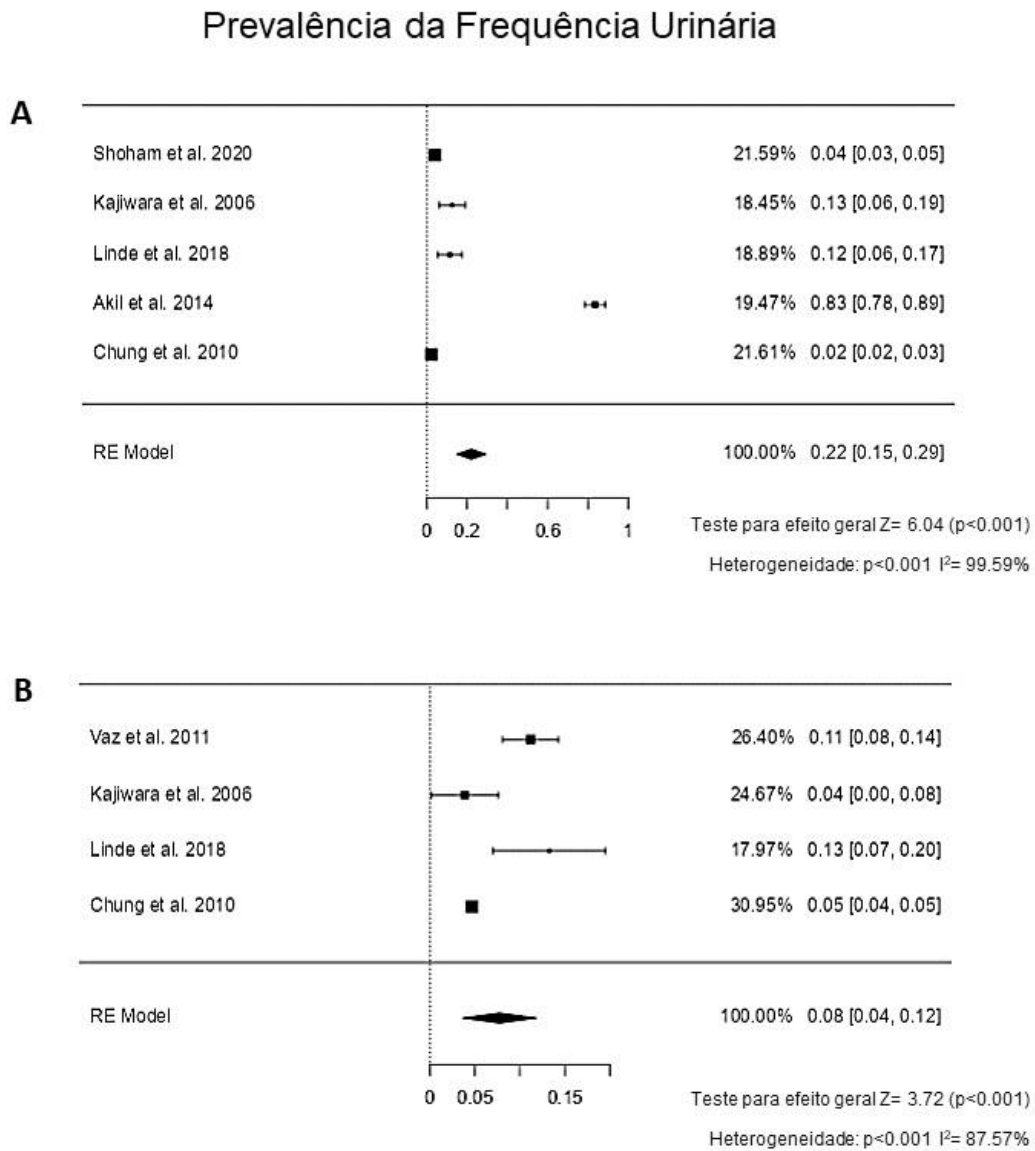 Prevalência da Frequência Urinária
A
Shoham et al. 2020 21.59% 0.04 [0.03, 0.05]
Kajiwara et al. 2006 18.45% 0.13 [0.06, 0.19]
Linde et al. 2018 18.89% 0.12 [0.06, 0.17]
Akil et al. 2014 19.47% 0.83 [0.78, 0.89]
Chung et al. 2010 21.61% 0.02 [0.02, 0.03]
RE Model 100.00% 0.22 [0.15, 0.29]
0 0.2 0.6 1
Teste para efeito geral Z= 6.04 (p<0.001)
Heterogeneidade: p<0.001 I²= 99.59%
B
Vaz et al. 2011 26.40% 0.11 [0.08, 0.14]
Kajiwara et al. 2006 24.67% 0.04 [0.00, 0.08]
Linde et al. 2018 17.97% 0.13 [0.07, 0.20]
Chung et al. 2010 30.95% 0.05 [0.04, 0.05]
RE Model 100.00% 0.08 [0.04, 0.12]
0 0.05 0.15
Teste para efeito geral Z= 3.72 (p<0.001)
Heterogeneidade: p<0.001 I²= 87.57%